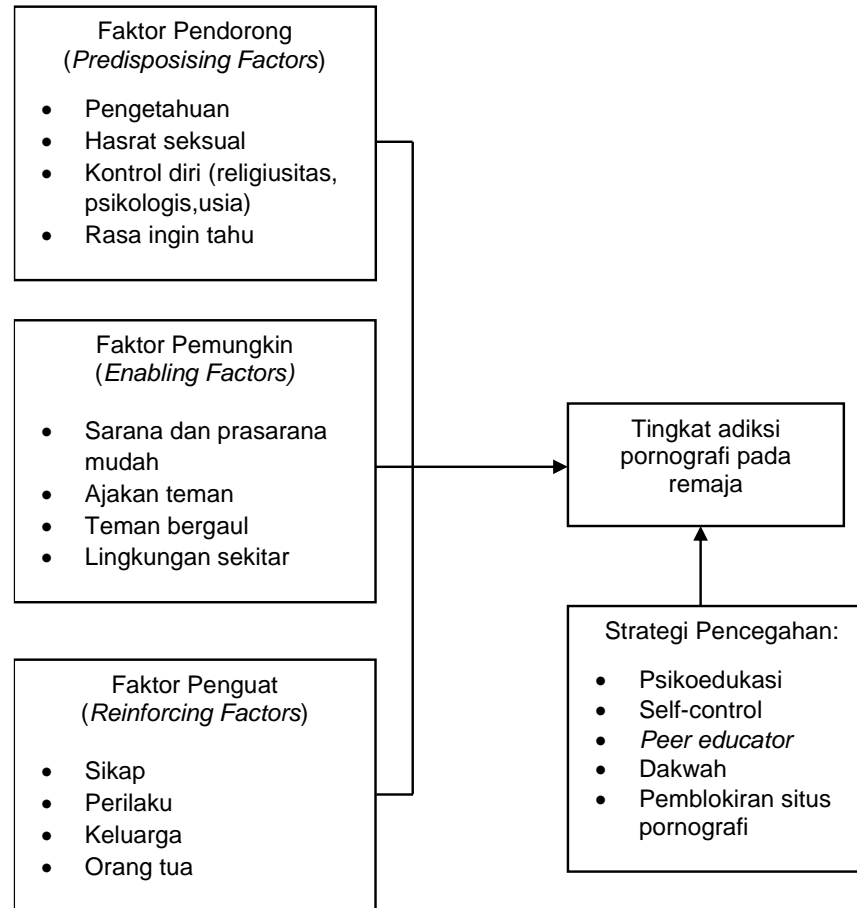 Faktor Pendorong
(Predisposising Factors)
• Pengetahuan
• Hasrat seksual
• Kontrol diri (religiusitas,
psikologis,usia)
• Rasa ingin tahu
Faktor Pemungkin
(Enabling Factors)
• Sarana dan prasarana
mudah
• Ajakan teman
• Teman bergaul
• Lingkungan sekitar
Faktor Penguat
(Reinforcing Factors)
• Sikap
• Perilaku
• Keluarga
• Orang tua
Tingkat adiksi
pornografi pada
remaja
Strategi Pencegahan:
• Psikoedukasi
• Self-control
• Peer educator
• Dakwah
• Pemblokiran situs
pornografi